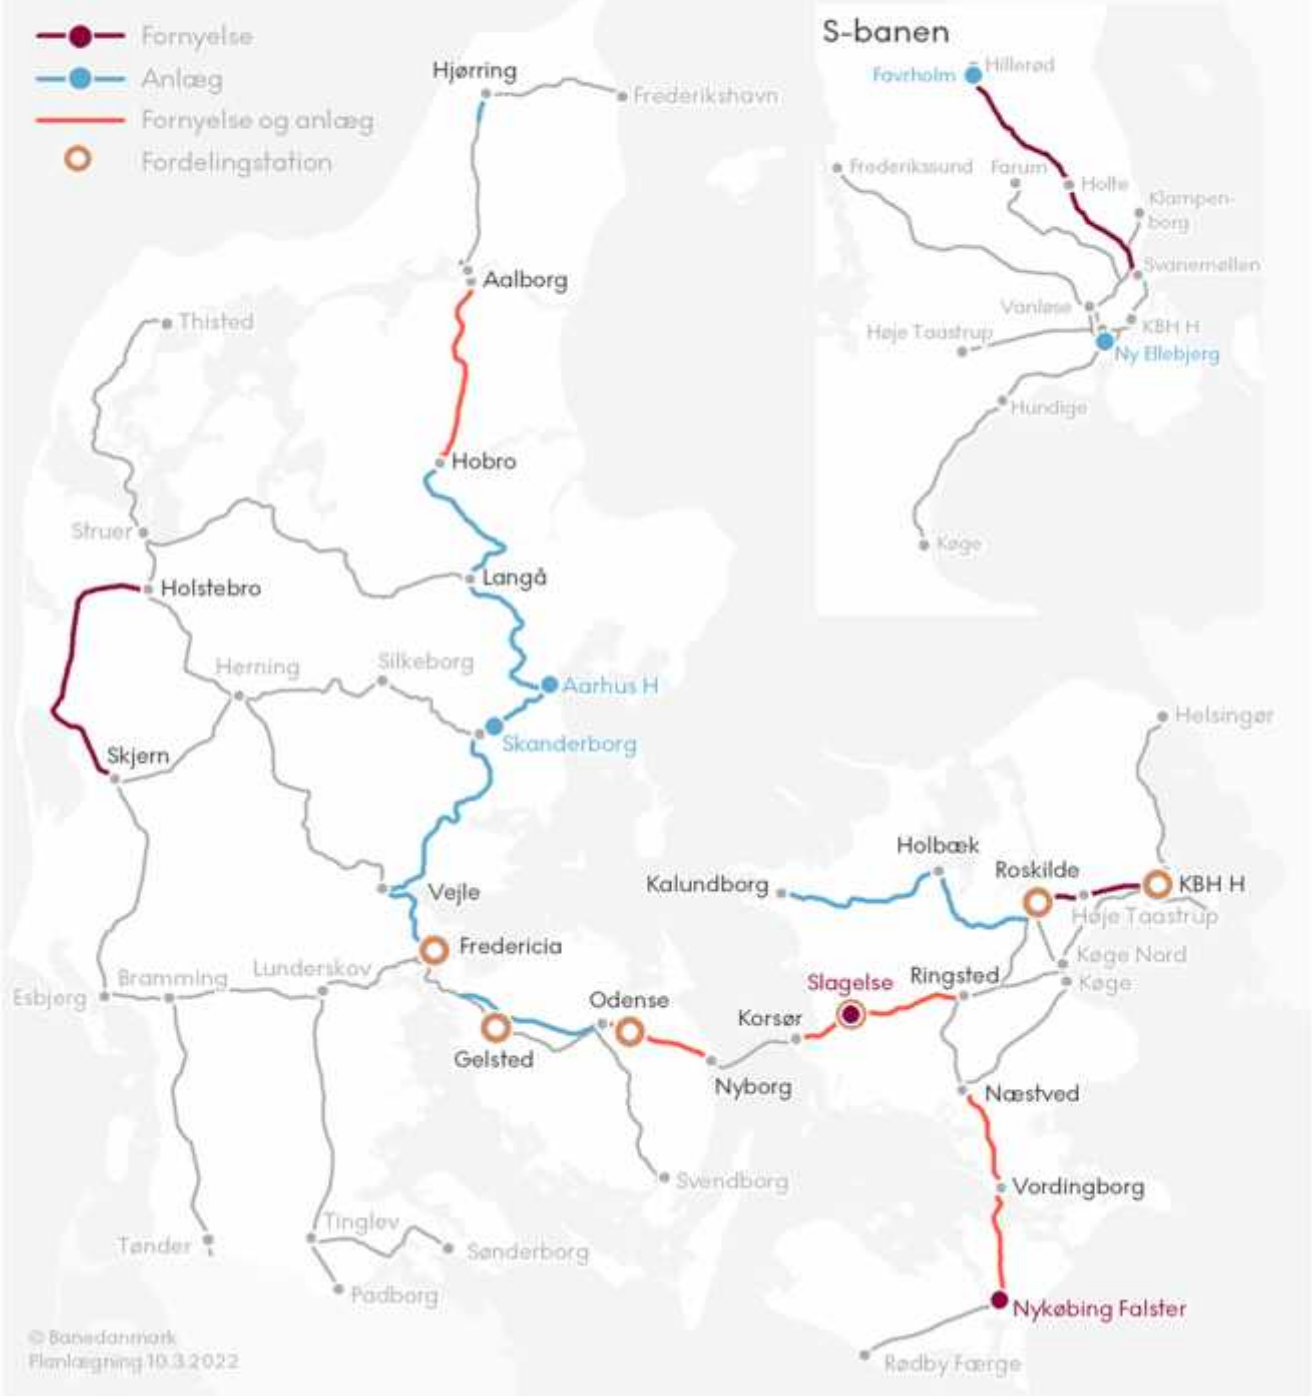 Fornyelse
Anlæg
Fornyelse og anlæg
Fordelingstation
S-banen
Hillerød
Favrholm
Frederikssund
Farum
Holte
Klampen-
borg
Svanemøllen
Vanløse
Høje Taastrup
KBH H
Ny Ellebjerg
Hundige
Køge
Hjørring
Frederikshavn
Aalborg
Thisted
Hobro
Struer
Langå
Holstebro
Herning
Silkeborg
Aarhus H
Skanderborg
Skjern
Helsingør
Holbæk
Roskilde
Kalundborg
KBH H
Vejle
Høje Taastrup
Fredericia
Køge Nord
Lunderskov
Bramming
Esbjerg
Slagelse
Ringsted
Køge
Odense
Korsør
Gelsted
Nyborg
Næstved
Svendborg
Vordingborg
Tinglev
Tønder
Sønderborg
Padborg
Nykøbing Falster
Rødby Færge
© Banedanmark
Planlægning 10.3.2022